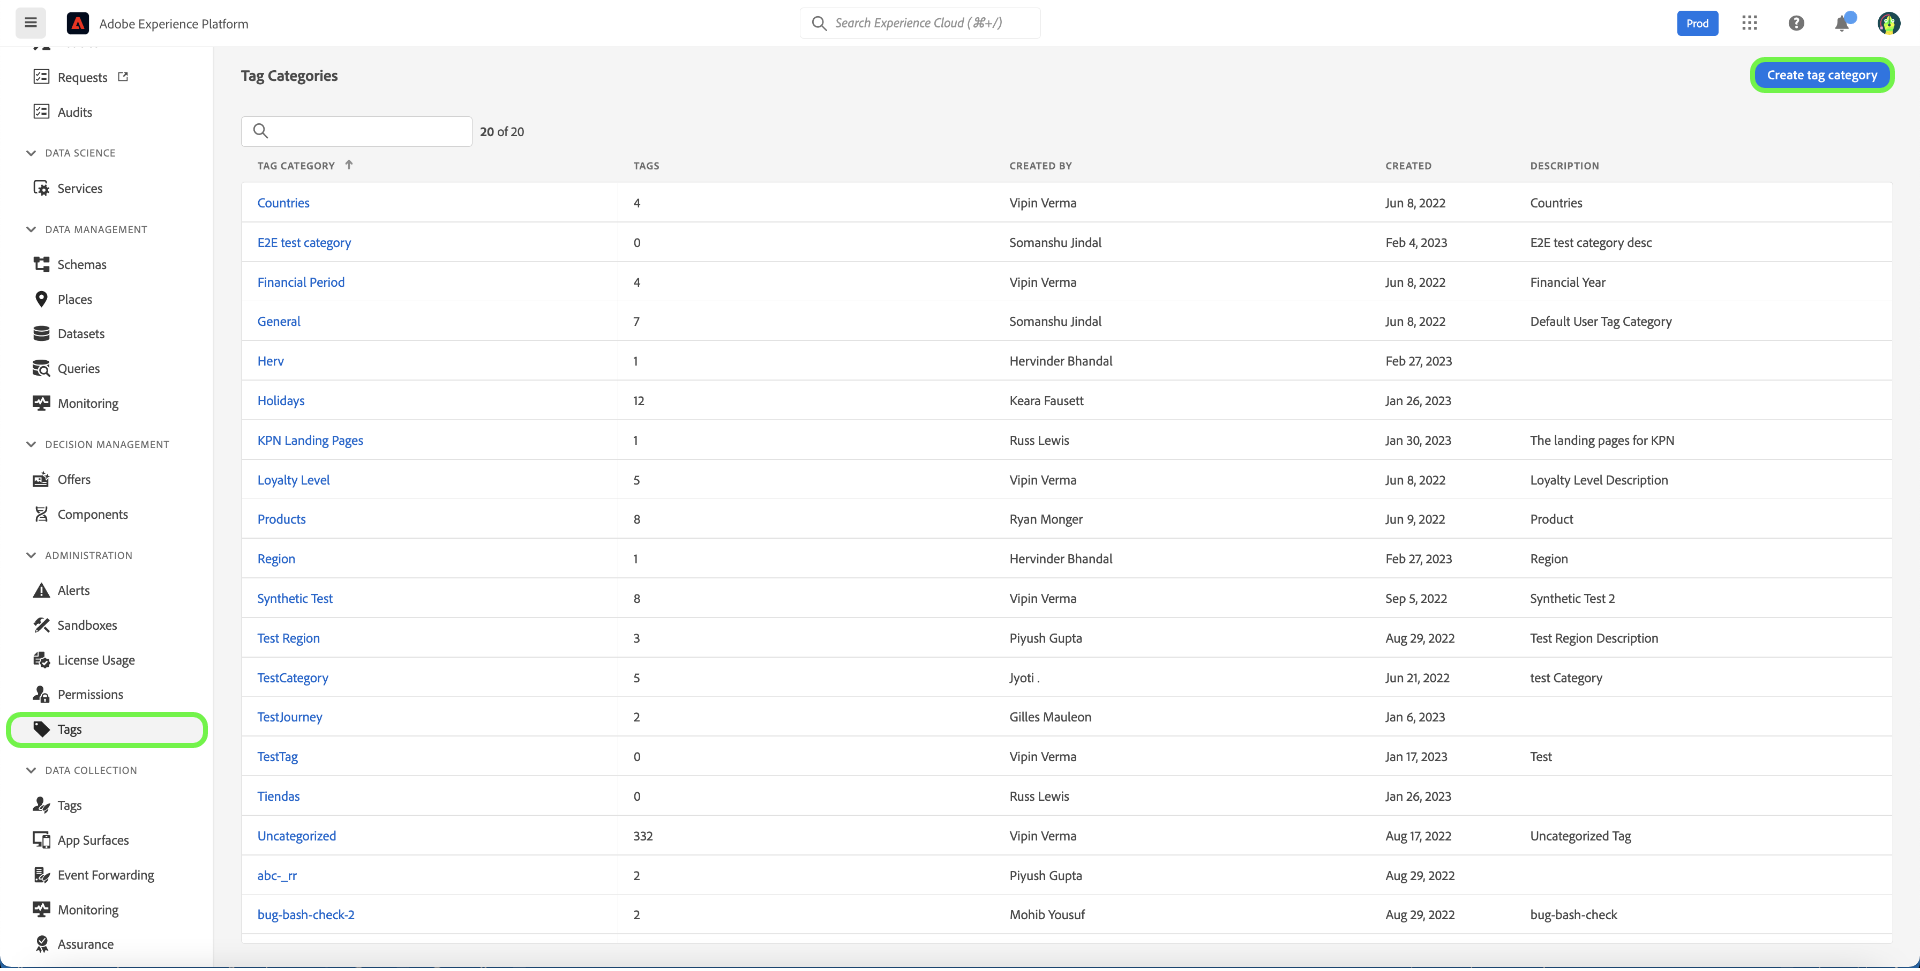 Adobe Experience Platform
Search Experience Cloud (⌘+/)
Prod
Requests
Audits
DATA SCIENCE
Services
DATA MANAGEMENT
Schemas
Places
Datasets
Queries
Monitoring
DECISION MANAGEMENT
Offers
Components
ADMINISTRATION
Alerts
Sandboxes
License Usage
Permissions
Tags
DATA COLLECTION
Tags
App Surfaces
Event Forwarding
Monitoring
Assurance
Tag Categories
Create tag category
20 of 20
TAG CATEGORY ↑ TAGS CREATED BY CREATED DESCRIPTION
Countries 4 Vipin Verma Jun 8, 2022 Countries
E2E test category 0 Somanshu Jindal Feb 4, 2023 E2E test category desc
Financial Period 4 Vipin Verma Jun 8, 2022 Financial Year
General 7 Somanshu Jindal Jun 8, 2022 Default User Tag Category
Herv 1 Hervinder Bhandal Feb 27, 2023
Holidays 12 Keara Fausett Jan 26, 2023
KPN Landing Pages 1 Russ Lewis Jan 30, 2023 The landing pages for KPN
Loyalty Level 5 Vipin Verma Jun 8, 2022 Loyalty Level Description
Products 8 Ryan Monger Jun 9, 2022 Product
Region 1 Hervinder Bhandal Feb 27, 2023 Region
Synthetic Test 8 Vipin Verma Sep 5, 2022 Synthetic Test 2
Test Region 3 Piyush Gupta Aug 29, 2022 Test Region Description
TestCategory 5 Jyoti . Jun 21, 2022 test Category
TestJourney 2 Gilles Mauleon Jan 6, 2023
TestTag 0 Vipin Verma Jan 17, 2023 Test
Tiendas 0 Russ Lewis Jan 26, 2023
Uncategorized 332 Vipin Verma Aug 17, 2022 Uncategorized Tag
abc-_rr 2 Piyush Gupta Aug 29, 2022
bug-bash-check-2 2 Mohib Yousuf Aug 29, 2022 bug-bash-check